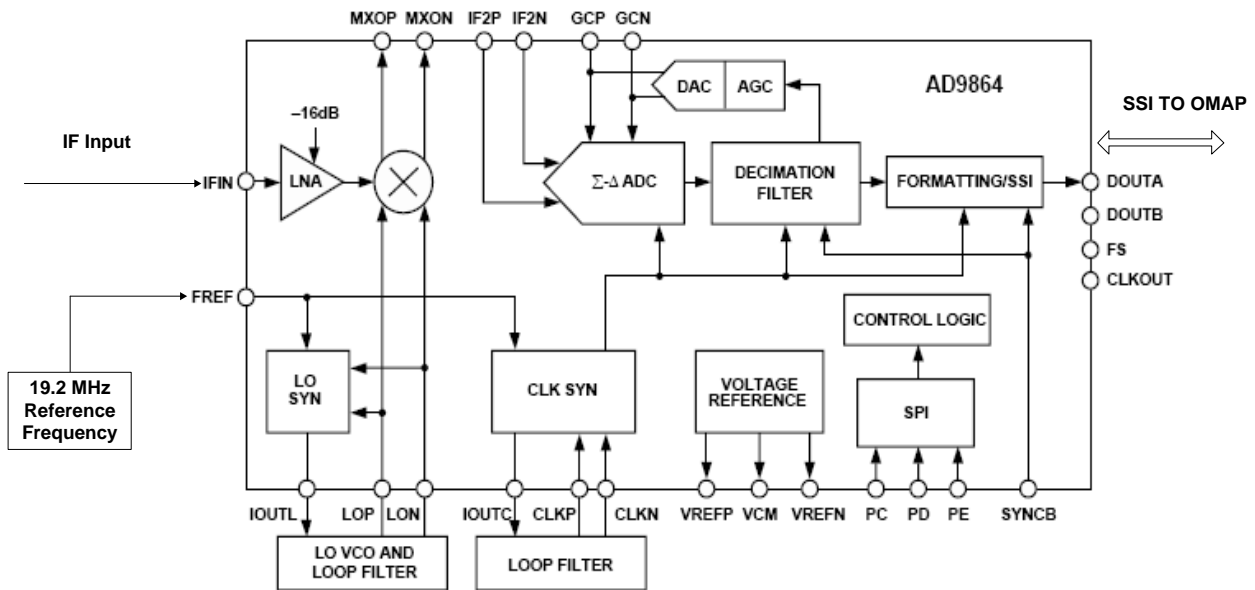 MXOP MXON IF2P IF2N GCP GCN
DAC AGC
AD9864
SSI TO OMAP
–16dB
IF Input
IFIN
LNA
Σ-Δ ADC
DECIMATION
FILTER
FORMATTING/SSI
DOUTA
DOUTB
FS
CLKOUT
FREF
CONTROL LOGIC
19.2 MHz
Reference
Frequency
LO
SYN
CLK SYN
VOLTAGE
REFERENCE
SPI
IOUTL LOP LON IOUTC CLKP CLKN VREFP VCM VREFN PC PD PE SYNCB
LO VCO AND
LOOP FILTER
LOOP FILTER